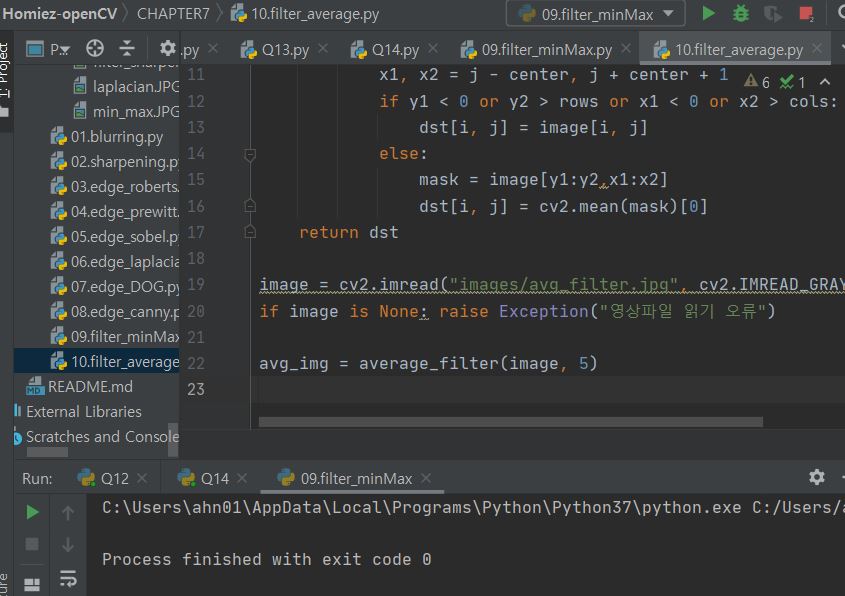 Homiez-openCV CHAPTER7 10.filter_average.py 09.filter_minMax
Project P .py Q13.py Q14.py 09.filter_minMax.py 10.filter_average.py
laplacian.JPG
min_max.JPG
01.blurring.py
02.sharpening.py
03.edge_roberts.
04.edge_prewitt.
05.edge_sobel.py
06.edge_laplacia
07.edge_DOG.py
08.edge_canny.p
09.filter_minMax
10.filter_average
README.md
External Libraries
Scratches and Console
11 x1, x2 = j - center, j + center + 1 6 1
12 if y1 < 0 or y2 > rows or x1 < 0 or x2 > cols:
13 dst[i, j] = image[i, j]
14 else:
15 mask = image[y1:y2,x1:x2]
16 dst[i, j] = cv2.mean(mask)[0]
17 return dst
18
19 image = cv2.imread("images/avg_filter.jpg", cv2.IMREAD_GRAY
20 if image is None: raise Exception("영상파일 읽기 오류")
21
22 avg_img = average_filter(image, 5)
23
Run: Q12 Q14 09.filter_minMax
C:\Users\ahn01\AppData\Local\Programs\Python\Python37\python.exe C:/Users/a
Process finished with exit code 0